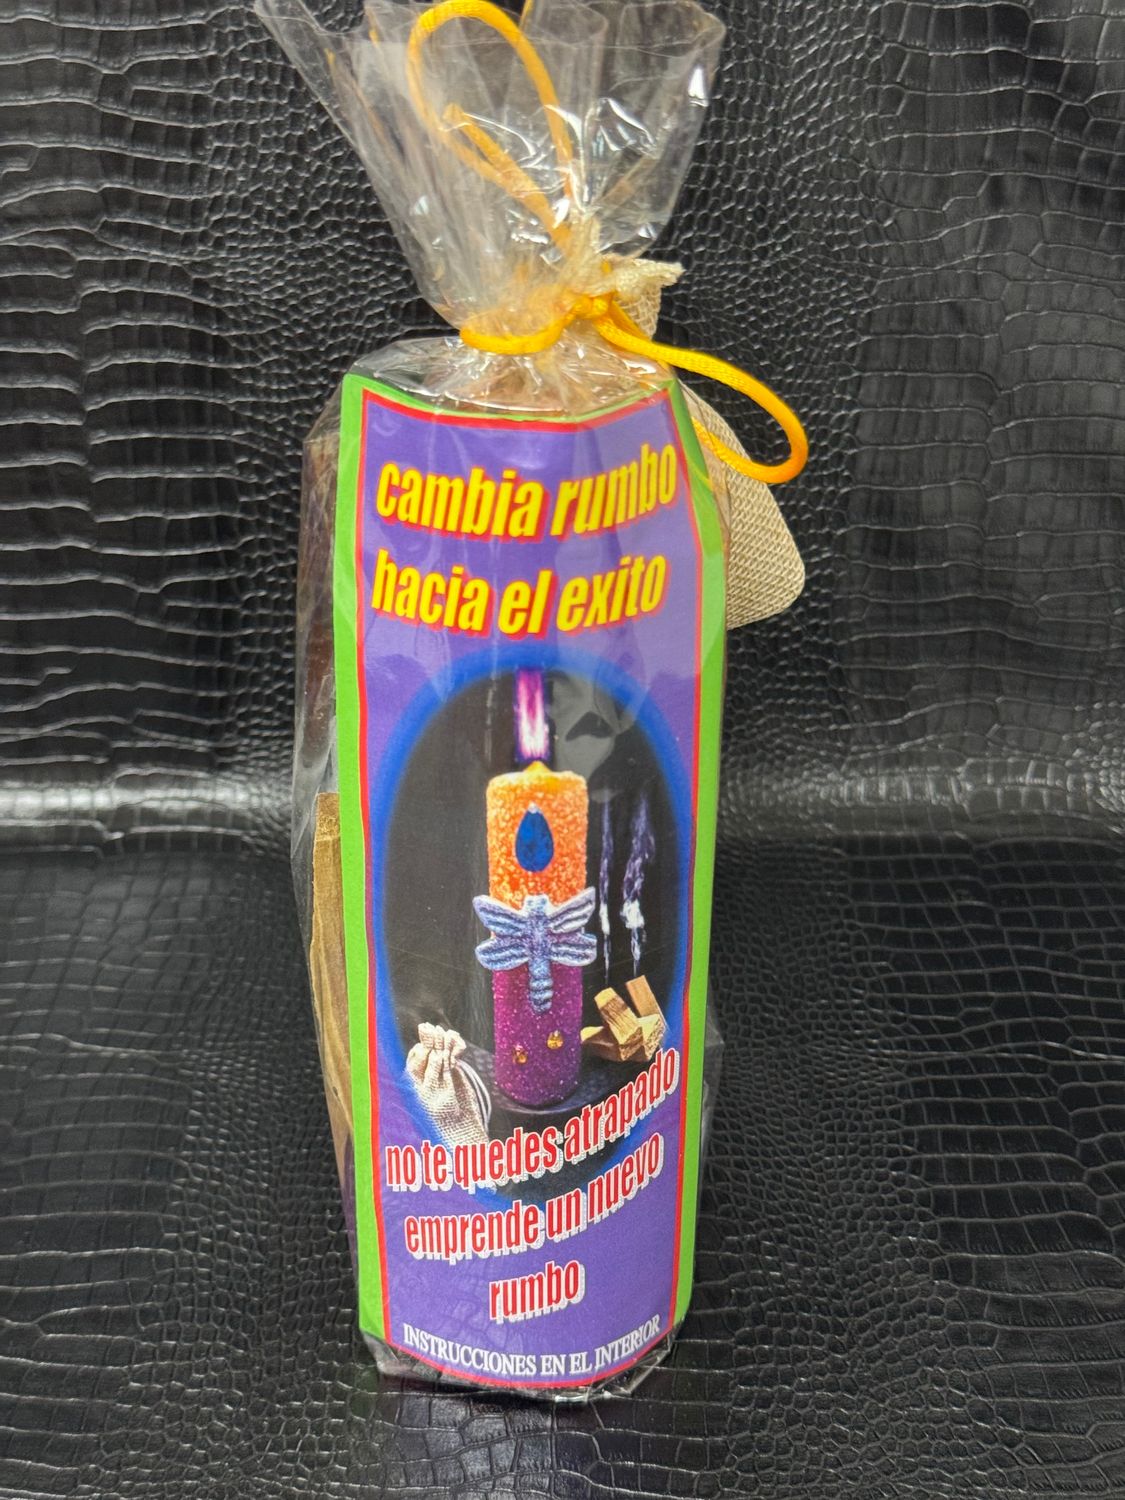 cambia rumbo
hacia el exito
no te quedes atrapado
emprende un nuevo
rumbo
INSTRUCCIONES EN EL INTERIOR